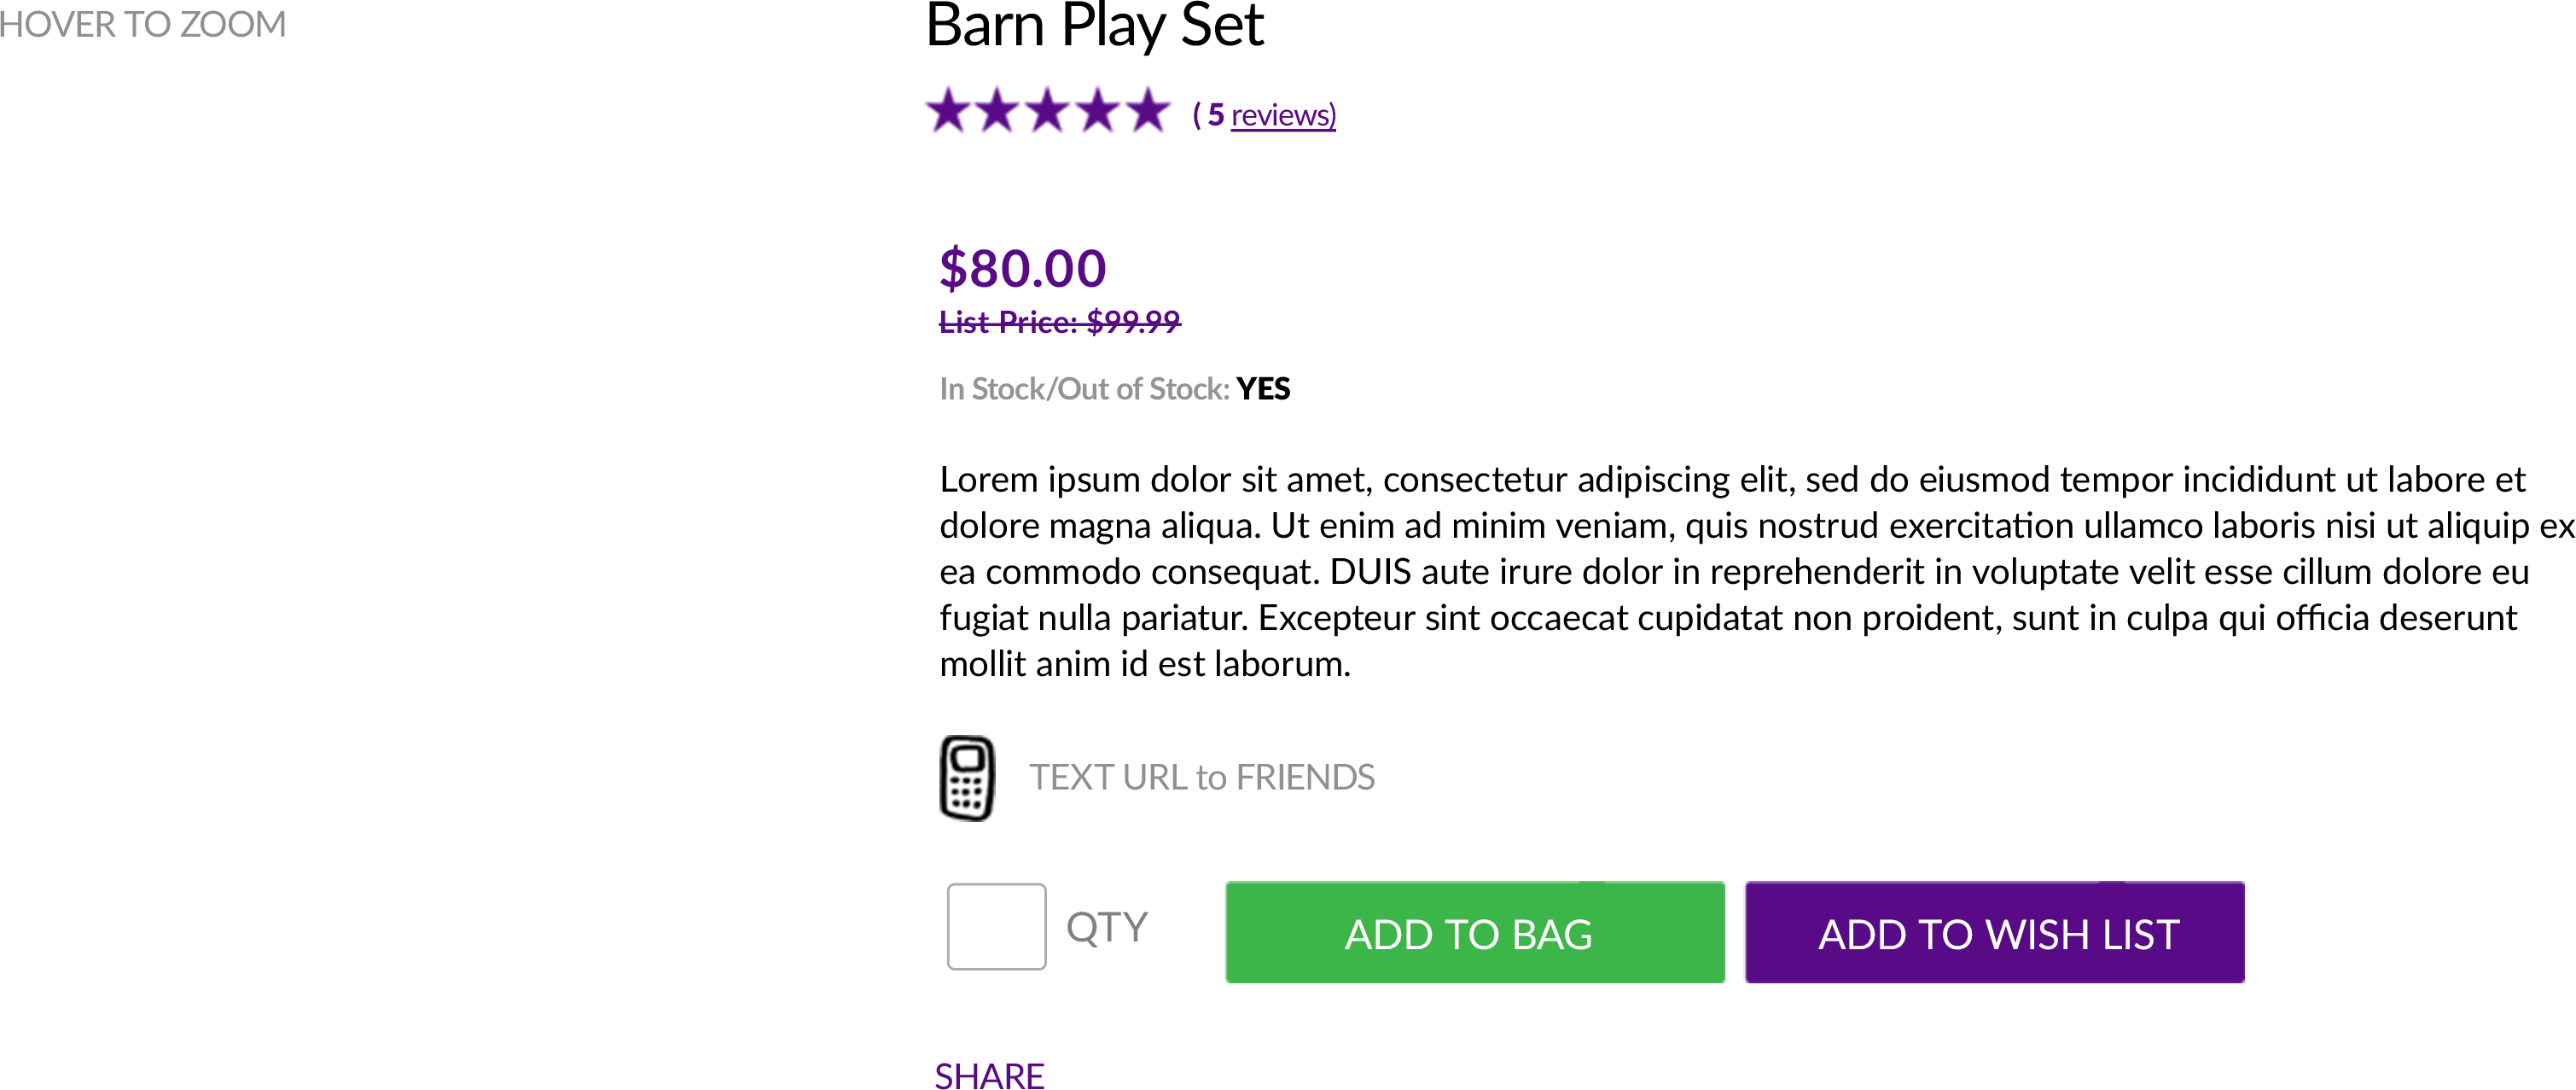 HOVER TO ZOOM
Barn Play Set
( 5 reviews)
$80.00
List Price: $99.99
In Stock/Out of Stock: YES
Lorem ipsum dolor sit amet, consectetur adipiscing elit, sed do eiusmod tempor incididunt ut labore et
dolore magna aliqua. Ut enim ad minim veniam, quis nostrud exercitation ullamco laboris nisi ut aliquip ex
ea commodo consequat. DUIS aute irure dolor in reprehenderit in voluptate velit esse cillum dolore eu
fugiat nulla pariatur. Excepteur sint occaecat cupidatat non proident, sunt in culpa qui officia deserunt
mollit anim id est laborum.
TEXT URL to FRIENDS
QTY
ADD TO BAG
ADD TO WISH LIST
SHARE